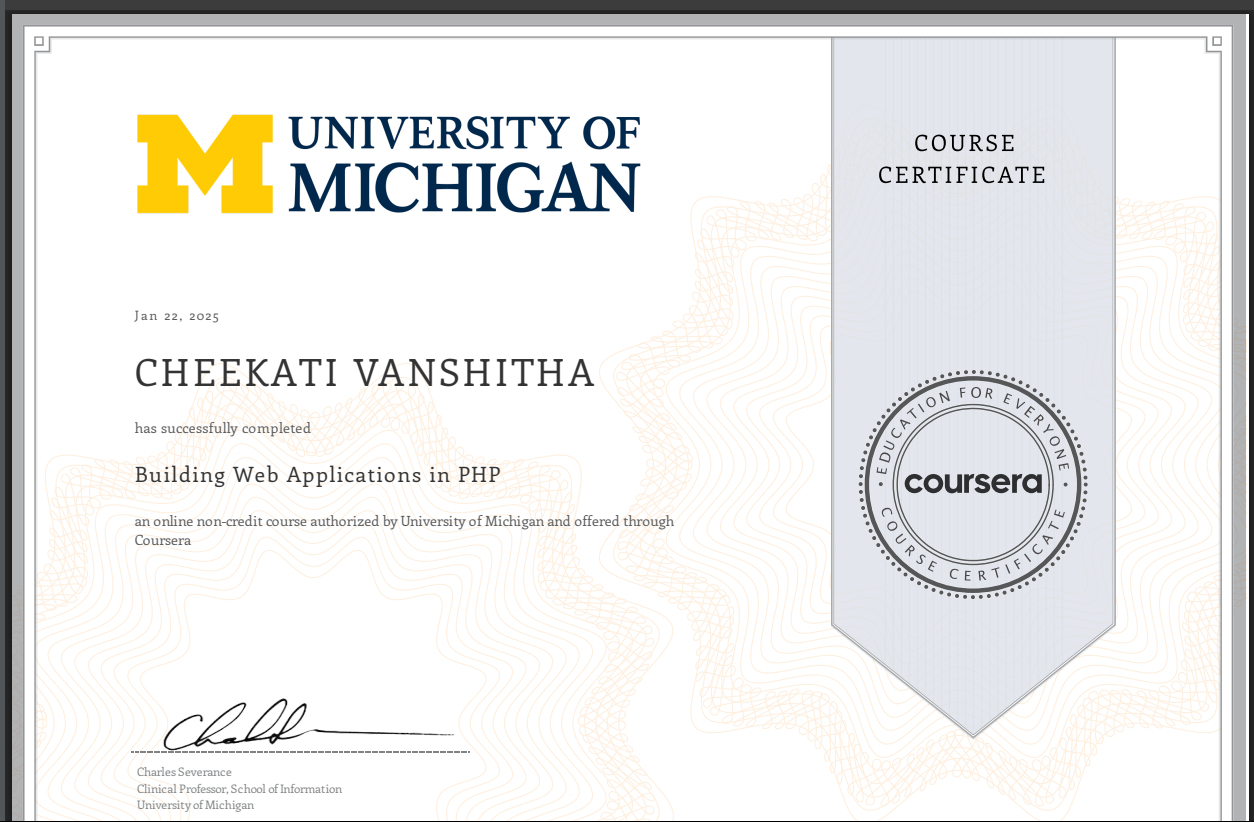 UNIVERSITY OF
MICHIGAN
COURSE
CERTIFICATE
Jan 22, 2025
CHEEKATI VANSHITHA
has successfully completed
Building Web Applications in PHP
an online non-credit course authorized by University of Michigan and offered through
Coursera
EDUCATION FOR EVERYONE
coursera
COURSE CERTIFICATE
Charles Severance
Clinical Professor, School of Information
University of Michigan